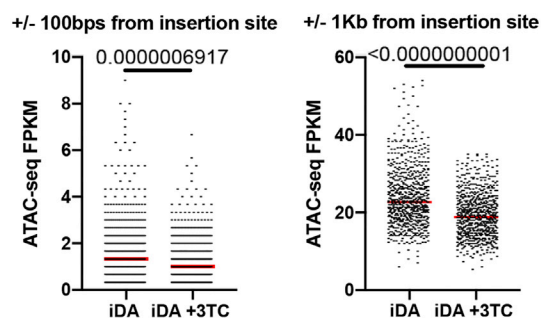 +/- 100bps from insertion site
0.0000006917
ATAC-seq FPKM
10
8
6
4
2
0
iDA
iDA +3TC
+/- 1Kb from insertion site
<0.0000000001
ATAC-seq FPKM
60
40
20
0
iDA
iDA +3TC